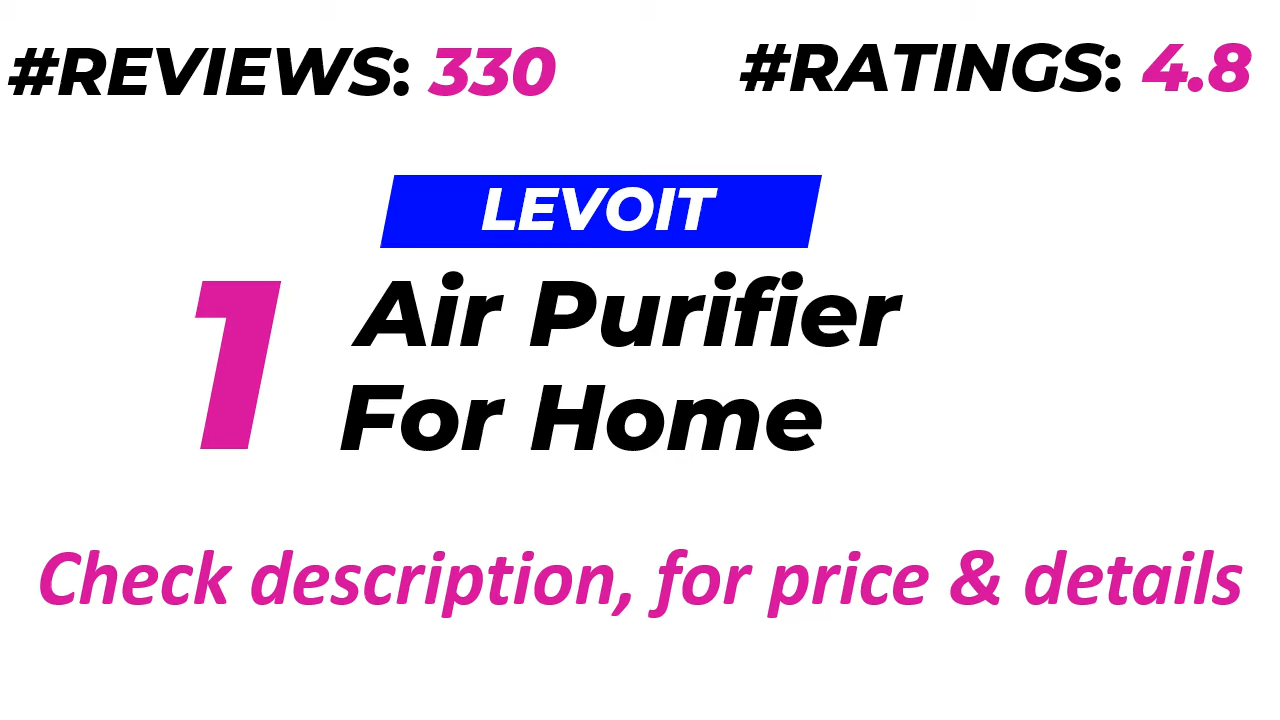 #REVIEWS: 330
#RATINGS: 4.8
LEVOIT
1
Air Purifier
For Home
Check description, for price & details